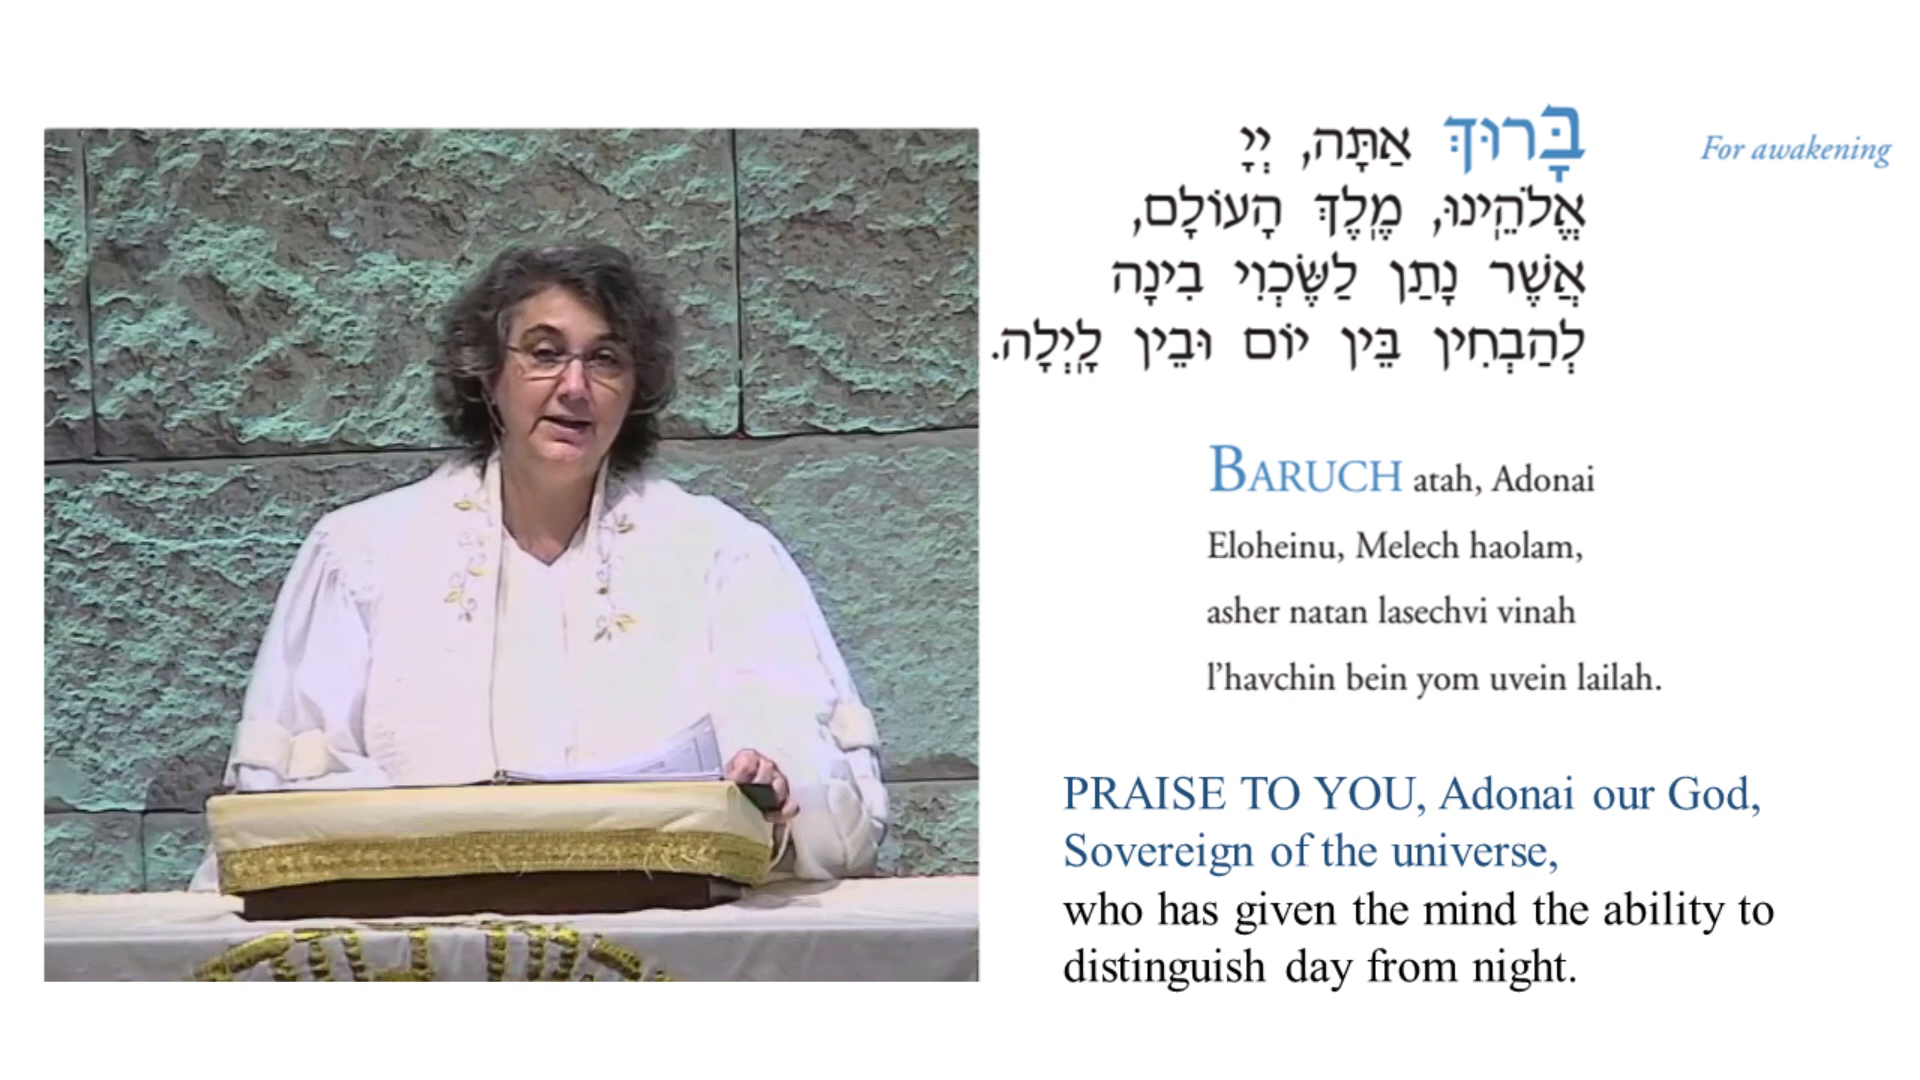 בָּרוּךְ אַתָּה, יְיָ
For awakening
אֱלֹהֵֽינוּ, מֶֽלֶךְ הָעוֹלָם,
אֲשֶׁר נָתַן לַשֶּׂכְוִי בִינָה
לְהַבְחִין בֵּין יוֹם וּבֵין לָֽיְלָה.
BARUCH atah, Adonai
Eloheinu, Melech haolam,
asher natan lasechvi vinah
l’havchin bein yom uvein lailah.
PRAISE TO YOU, Adonai our God,
Sovereign of the universe,
who has given the mind the ability to
distinguish day from night.